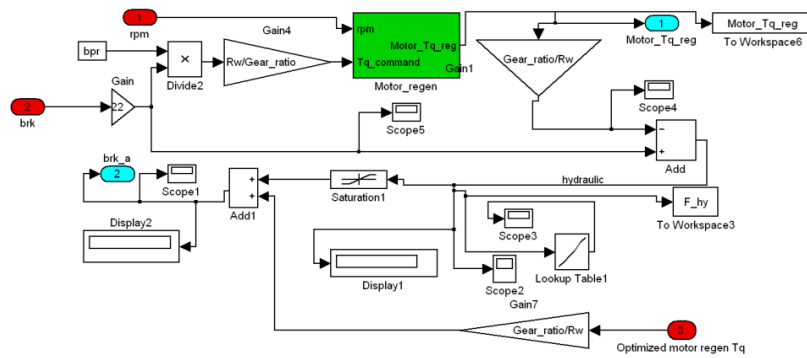 1
rpm
bpr
Gain4
Rw/Gear_ratio
×
Divide2
Gain
22
2
brk
rpm
Motor_Tq_reg
Tq_command
Motor_regen
Gain1
Gear_ratio/Rw
1
Motor_Tq_reg
Motor_Tq_reg
To Workspace6
Scope4
Scope5
−
+
Add
brk_a
2
Scope1
Display2
+
+
Add1
Saturation1
hydraulic
F_hy
To Workspace3
Scope3
Lookup Table1
Display1
Scope2
Gain7
Gear_ratio/Rw
3
Optimized motor regen Tq